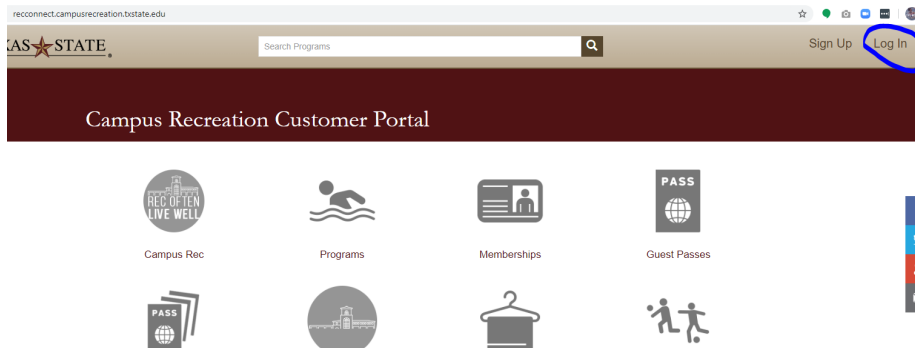 recconnect.campusrecreation.txstate.edu
STATE
Search Programs
Sign Up
Log In
Campus Recreation Customer Portal
REC OFTEN
LIVE WELL
PASS
Campus Rec
Programs
Memberships
Guest Passes
PASS